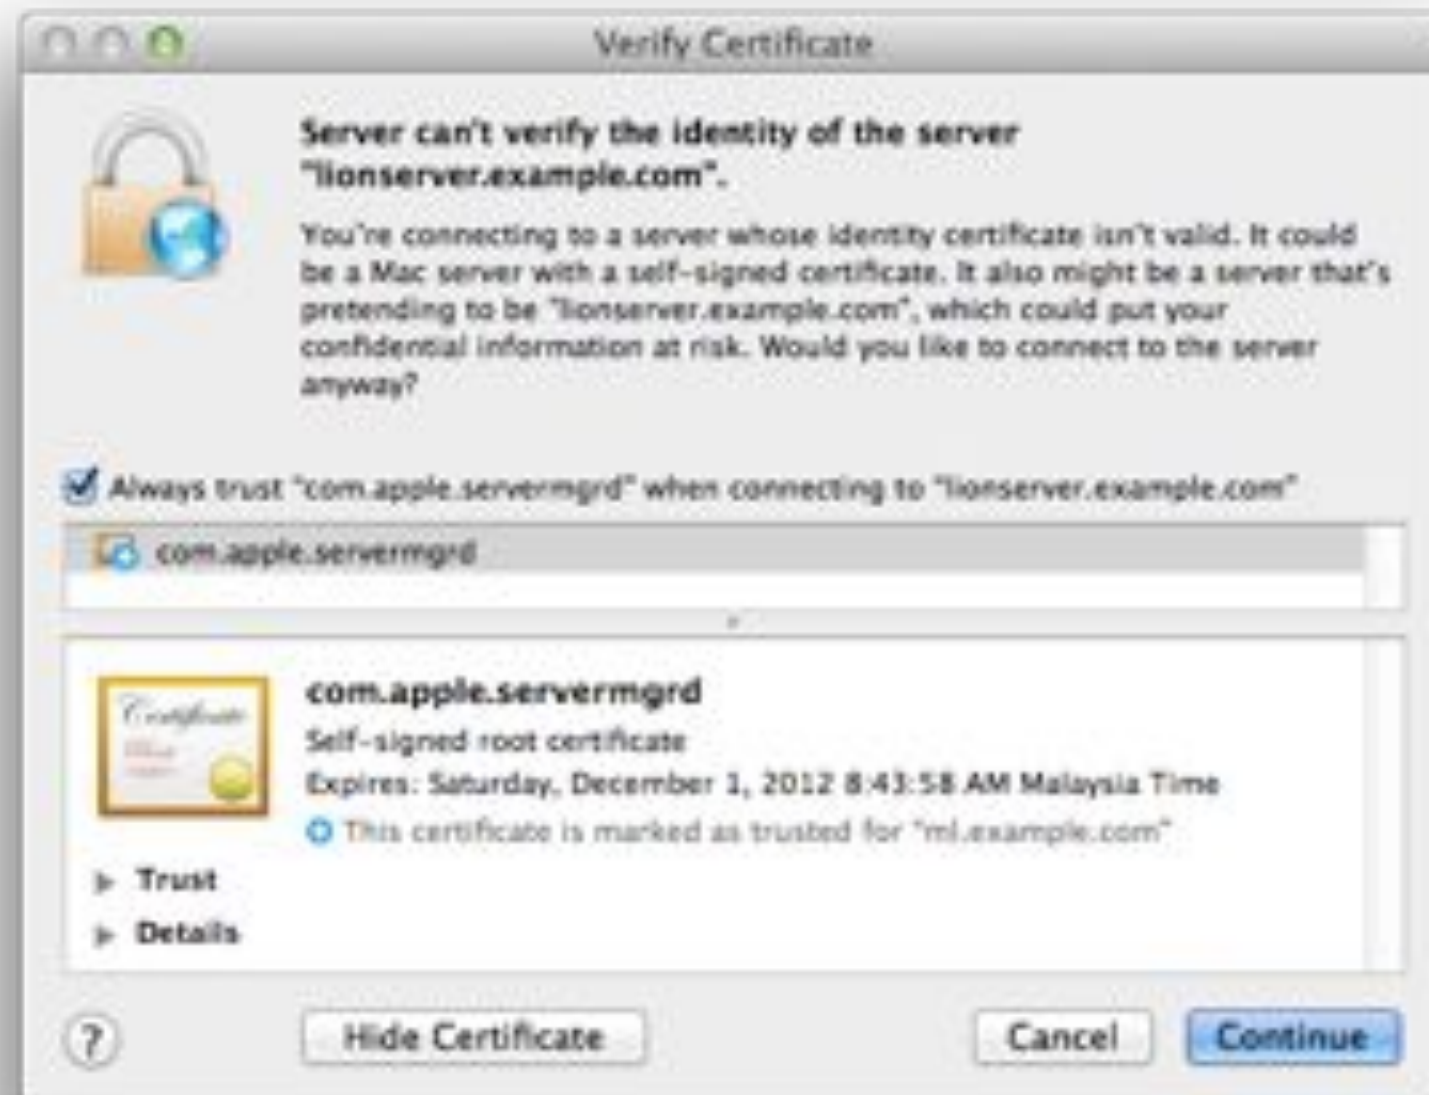 Verify Certificate
Server can't verify the identity of the server
"lionserver.example.com".
You're connecting to a server whose identity certificate isn't valid. It could
be a Mac server with a self-signed certificate. It also might be a server that's
pretending to be "lionserver.example.com", which could put your
confidential information at risk. Would you like to connect to the server
anyway?
Always trust "com.apple.servermgrd" when connecting to "lionserver.example.com"
com.apple.servermgrd
Certificate
com.apple.servermgrd
Self-signed root certificate
Expires: Saturday, December 1, 2012 8:43:58 AM Malaysia Time
This certificate is marked as trusted for "ml.example.com"
Trust
Details
?
Hide Certificate
Cancel
Continue